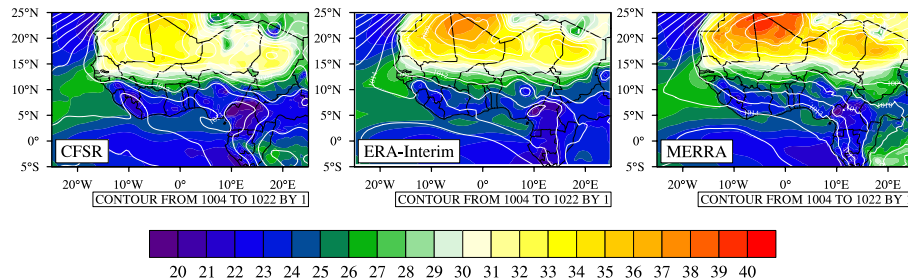 25°N 25°N 25°N
20°N 20°N 20°N
15°N 15°N 15°N
10°N 10°N 10°N
5°N 5°N 5°N
0° 0° 0°
5°S 5°S 5°S
CFSR ERA-Interim MERRA
20°W 10°W 0° 10°E 20°E 20°W 10°W 0° 10°E 20°E 20°W 10°W 0° 10°E 20°E
CONTOUR FROM 1004 TO 1022 BY 1 CONTOUR FROM 1004 TO 1022 BY 1 CONTOUR FROM 1004 TO 1022 BY 1
20 21 22 23 24 25 26 27 28 29 30 31 32 33 34 35 36 37 38 39 40